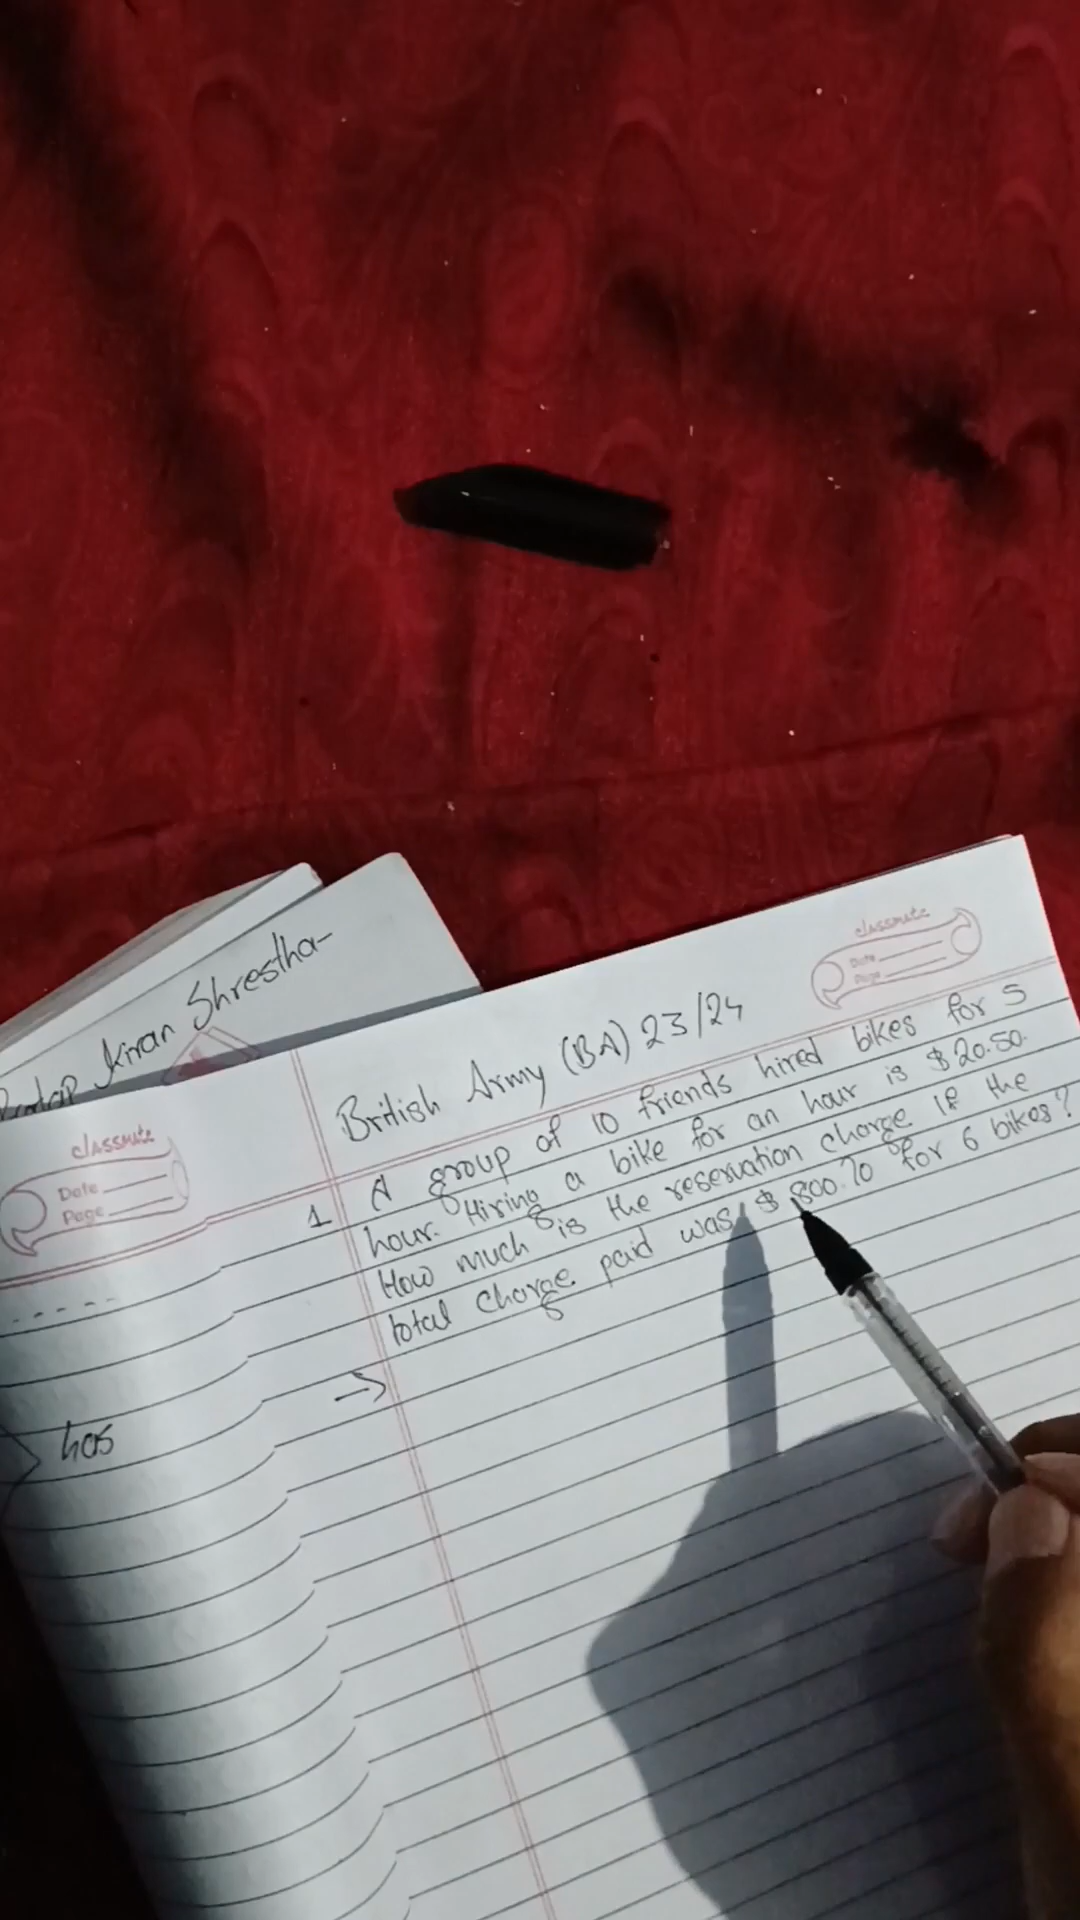 Kiran Shrestha
classmate
Date
Page
British Army (BA) 23/24
classmate
Date
Page
1 A group of 10 friends hired bikes for 5
hour. Hiring a bike for an hour is $ 20.50.
How much is the reservation charge if the
total charge paid was $ 800.70 for 6 bikes?
→
has